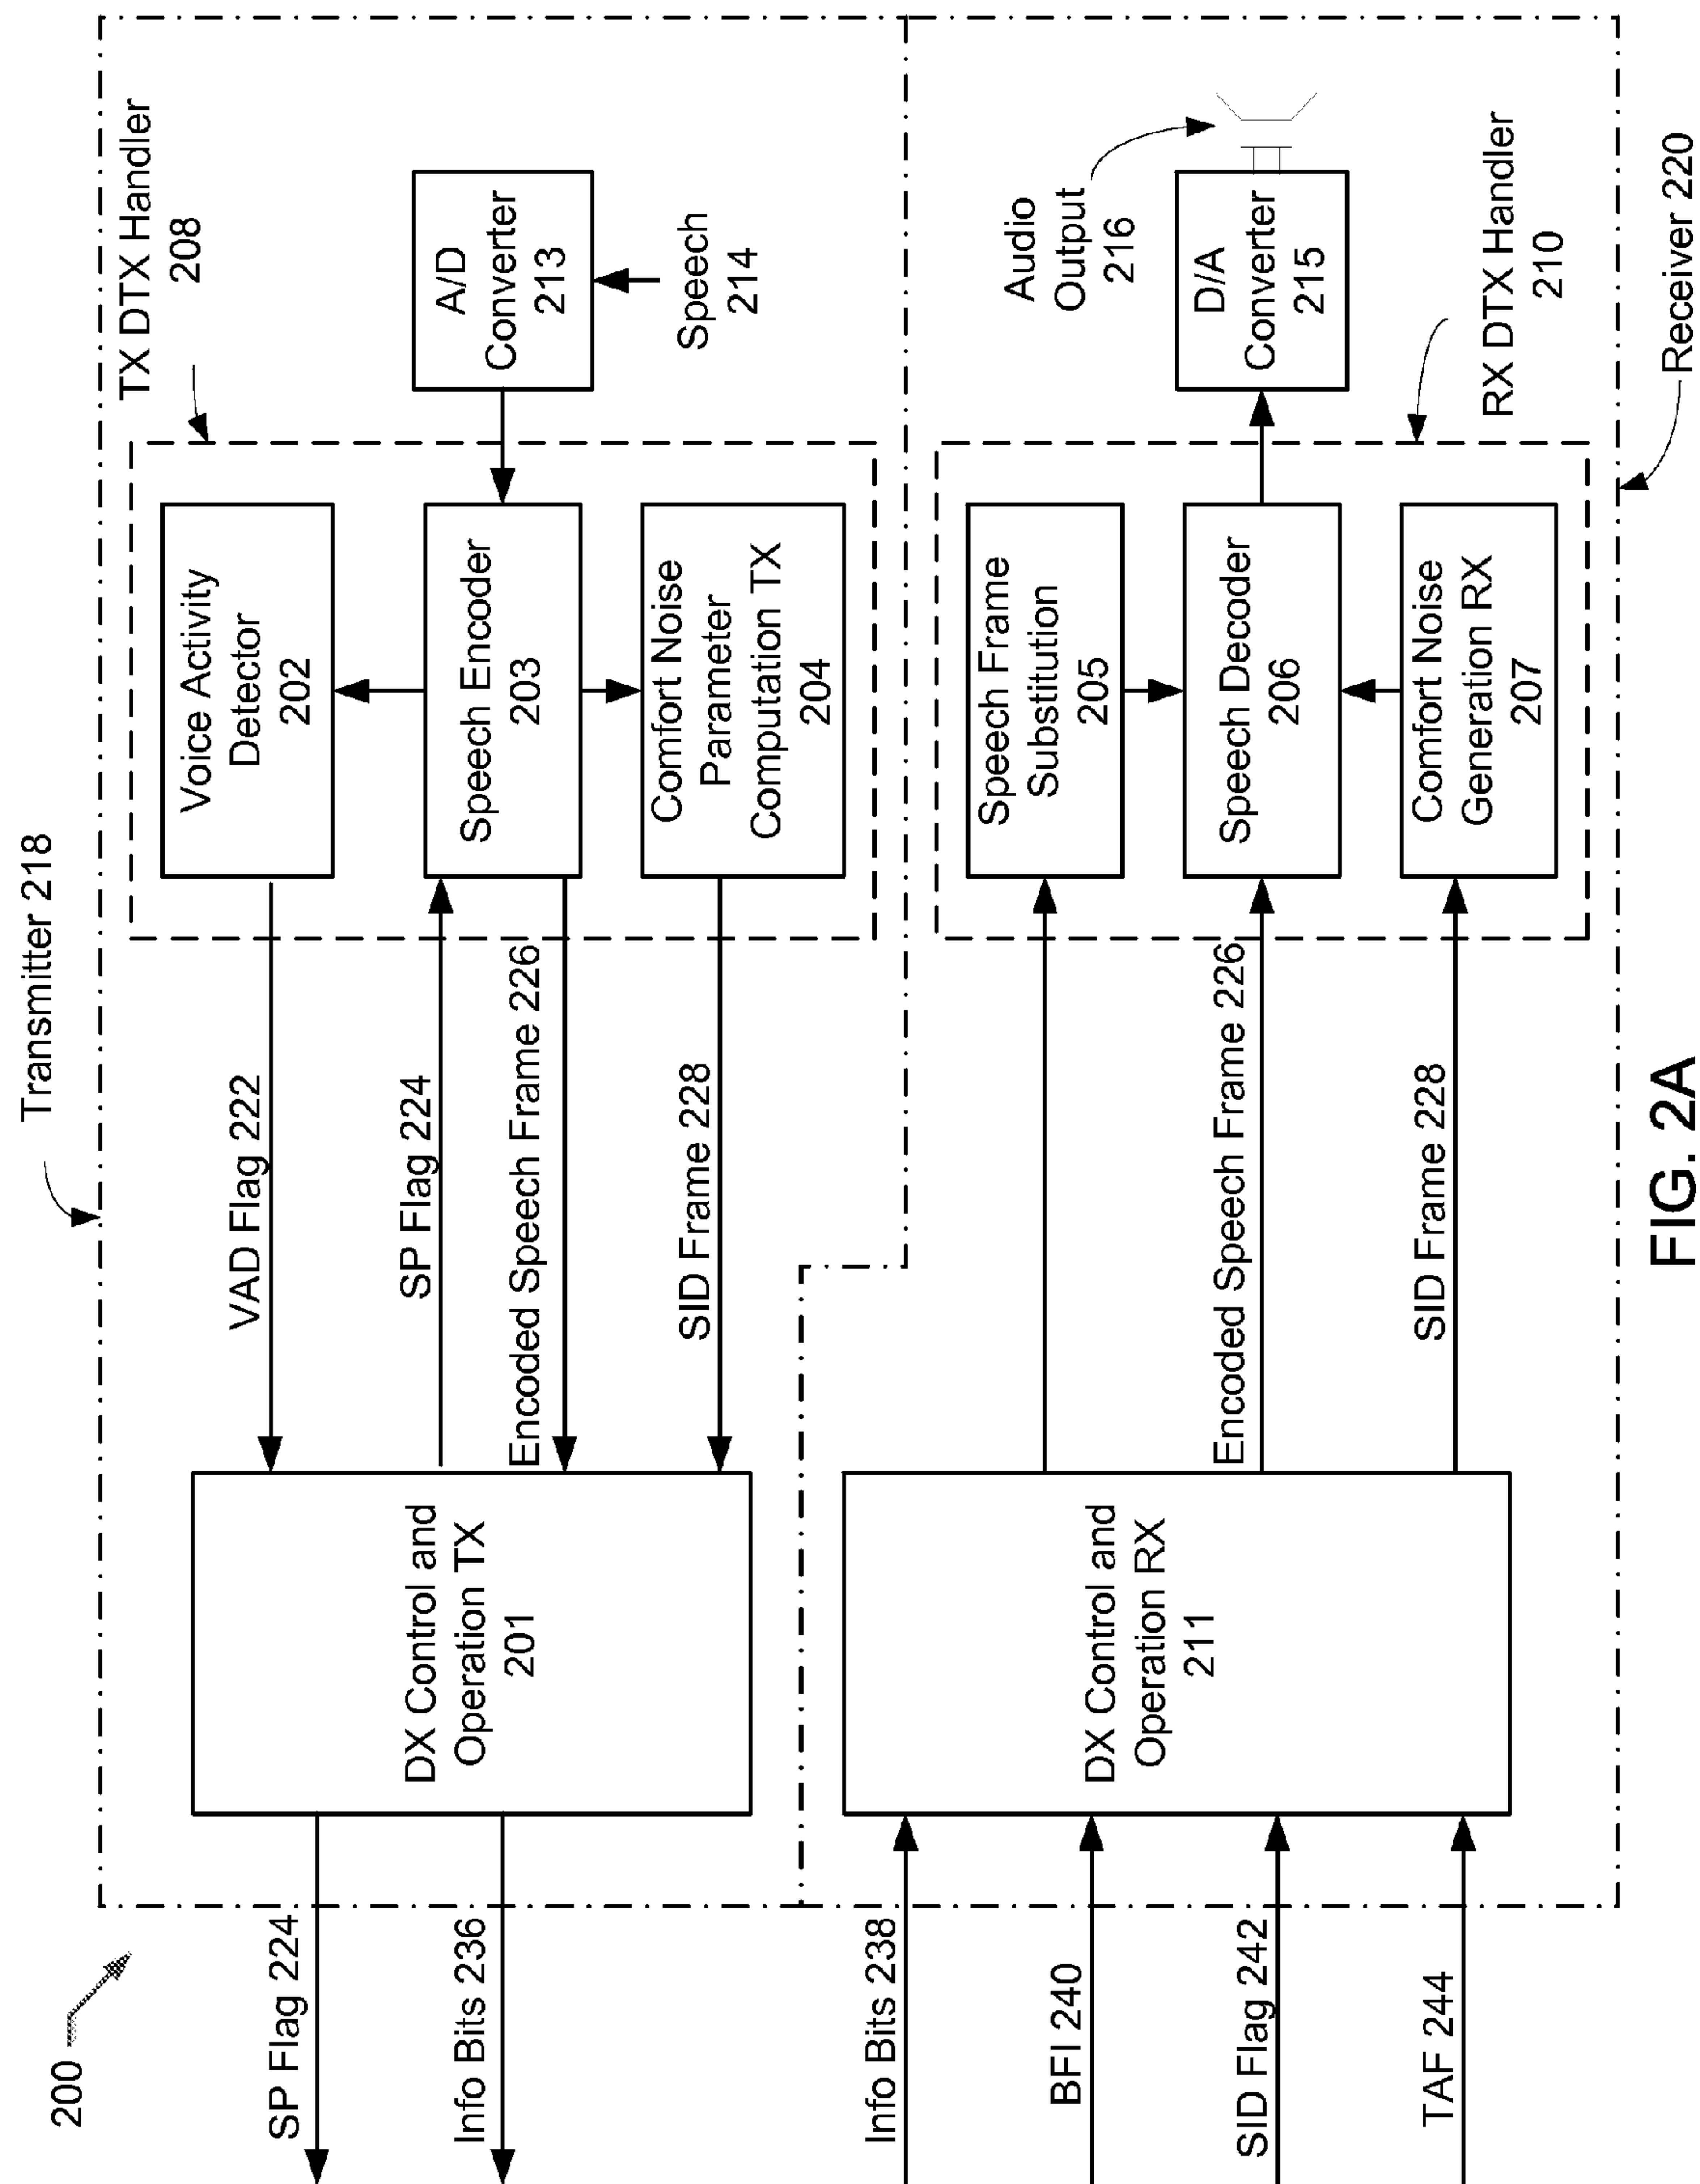 200
Transmitter 218
TX DTX Handler
208
SP Flag 224
Info Bits 236
DX Control and
Operation TX
201
VAD Flag 222
SP Flag 224
Encoded Speech Frame 226
SID Frame 228
Voice Activity
Detector
202
Speech Encoder
203
Comfort Noise
Parameter
Computation TX
204
A/D
Converter
213
Speech
214
Info Bits 238
BFI 240
SID Flag 242
TAF 244
DX Control and
Operation RX
211
Encoded Speech Frame 226
SID Frame 228
Speech Frame
Substitution
205
Speech Decoder
206
Comfort Noise
Generation RX
207
Audio
Output
216
D/A
Converter
215
RX DTX Handler
210
Receiver 220
FIG. 2A